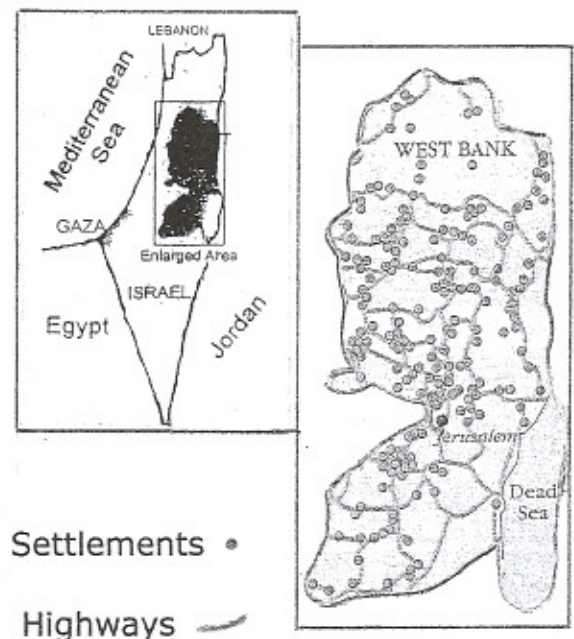 LEBANON
Mediterranean
Sea
GAZA
Enlarged Area
ISRAEL
Egypt
Jordan
WEST BANK
Jerusalem
Dead
Sea
Settlements
Highways